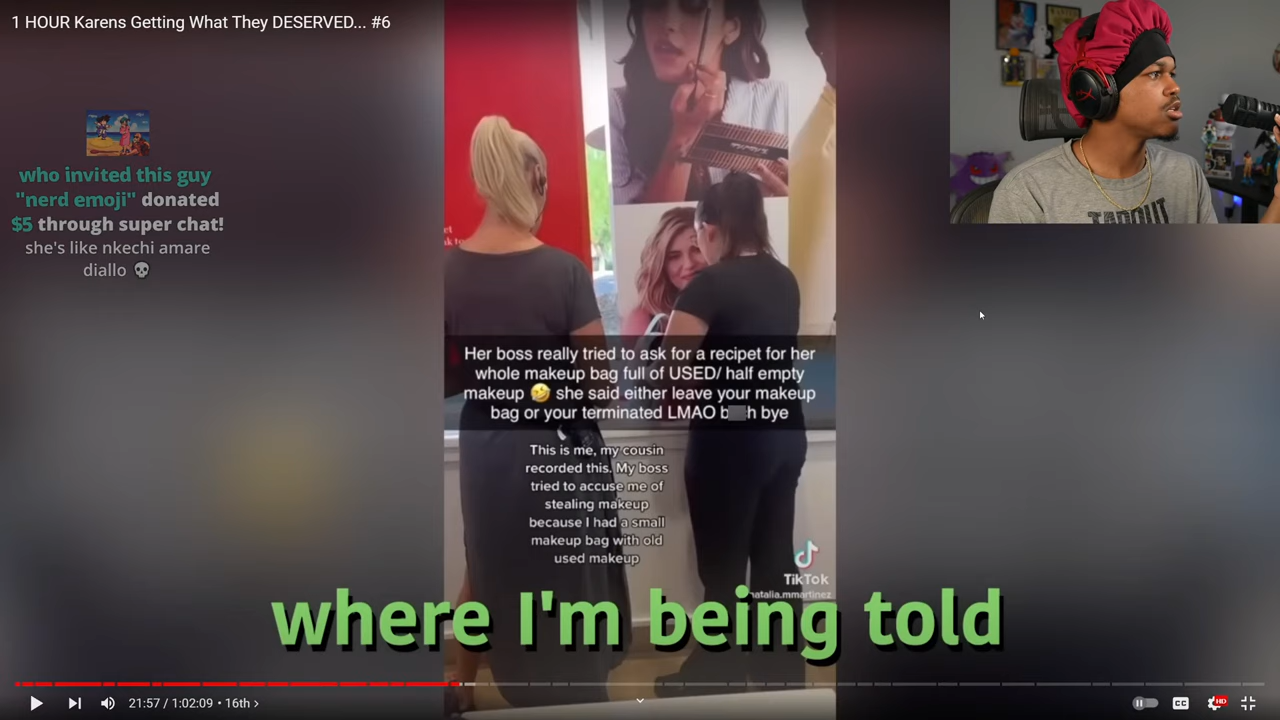 1 HOUR Karens Getting What They DESERVED... #6
who invited this guy
"nerd emoji" donated
$5 through super chat!
she's like nkechi amare
diallo 💀
Her boss really tried to ask for a recipet for her
whole makeup bag full of USED/ half empty
makeup 🤣 she said either leave your makeup
bag or your terminated LMAO b h bye
This is me, my cousin
recorded this. My boss
tried to accuse me of
stealing makeup
because I had a small
makeup bag with old
used makeup
TikTok
natalia.mmartinez
where I'm being told
21:57 / 1:02:09 • 16th ›
CC
HD